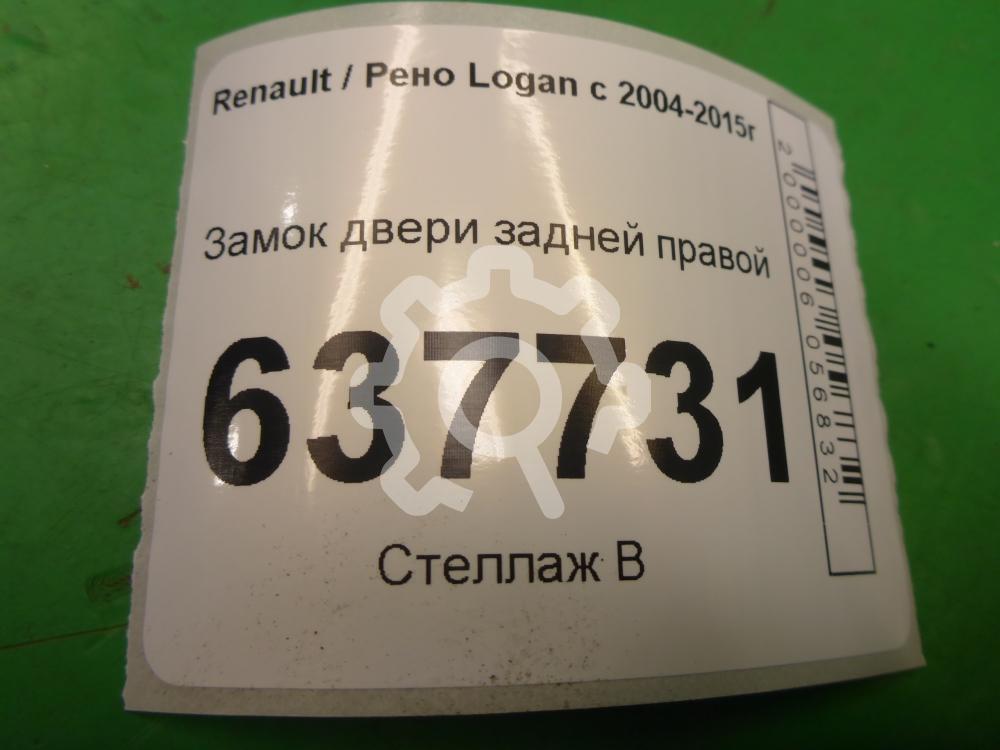 Renault / Рено Logan с 2004-2015г
Замок двери задней правой
637731
Стеллаж В
2000006056832